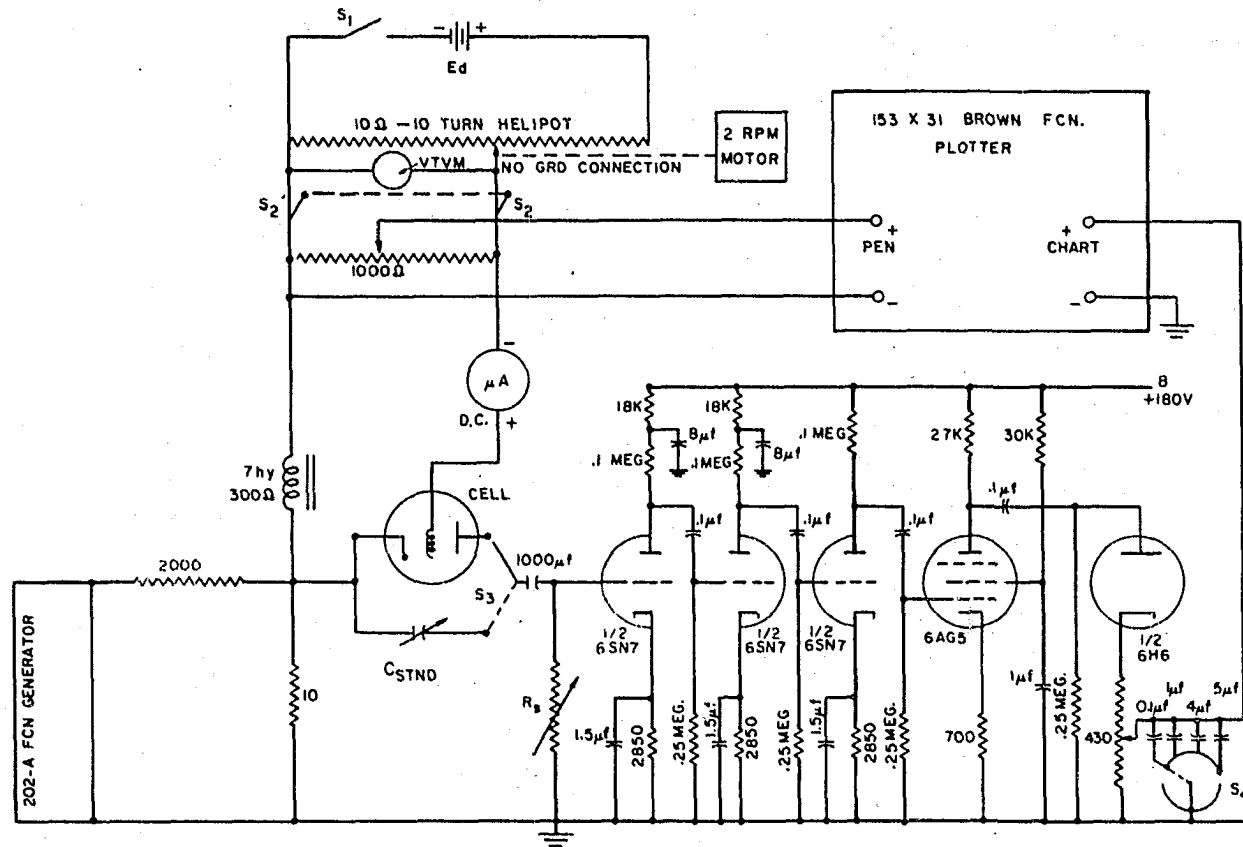 S1
- +
Ed
10Ω -10 TURN HELIPOT
2 RPM
MOTOR
153 X 31 BROWN FCN.
PLOTTER
VTVM
NO GRD CONNECTION
S2
S2
+
PEN
+
CHART
1000Ω
-
-
-
μA
D.C.
+
B
+180V
18K
18K
.1 MEG
27K
30K
8μf
8μf
.1 MEG
.1 MEG
7hy
300Ω
CELL
.1μf
.1μf
.1μf
.1μf
1000μf
2000
S3
1/2
6SN7
1/2
6SN7
1/2
6SN7
6AG5
1/2
6H6
CSTND
202-A FCN GENERATOR
10
RS
1.5μf
2850
.25 MEG.
1.5μf
2850
.25 MEG
1.5μf
2850
.25 MEG
700
1μf
.25 MEG.
430
0.1μf
1μf
4μf
5μf